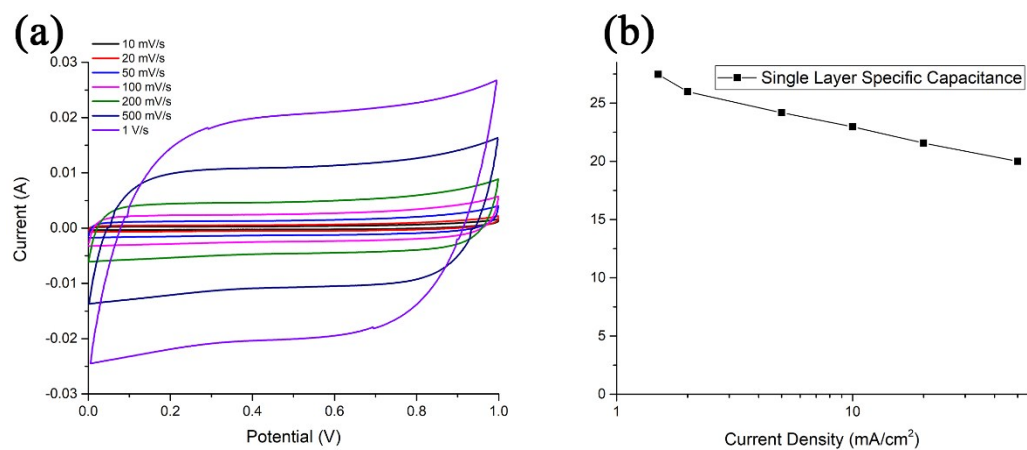 (a)
10 mV/s
20 mV/s
50 mV/s
100 mV/s
200 mV/s
500 mV/s
1 V/s
0.03
0.02
0.01
0.00
-0.01
-0.02
-0.03
Current (A)
0.0 0.2 0.4 0.6 0.8 1.0
Potential (V)
(b)
Single Layer Specific Capacitance
25
20
25
10
5
0
1 10
Current Density (mA/cm²)